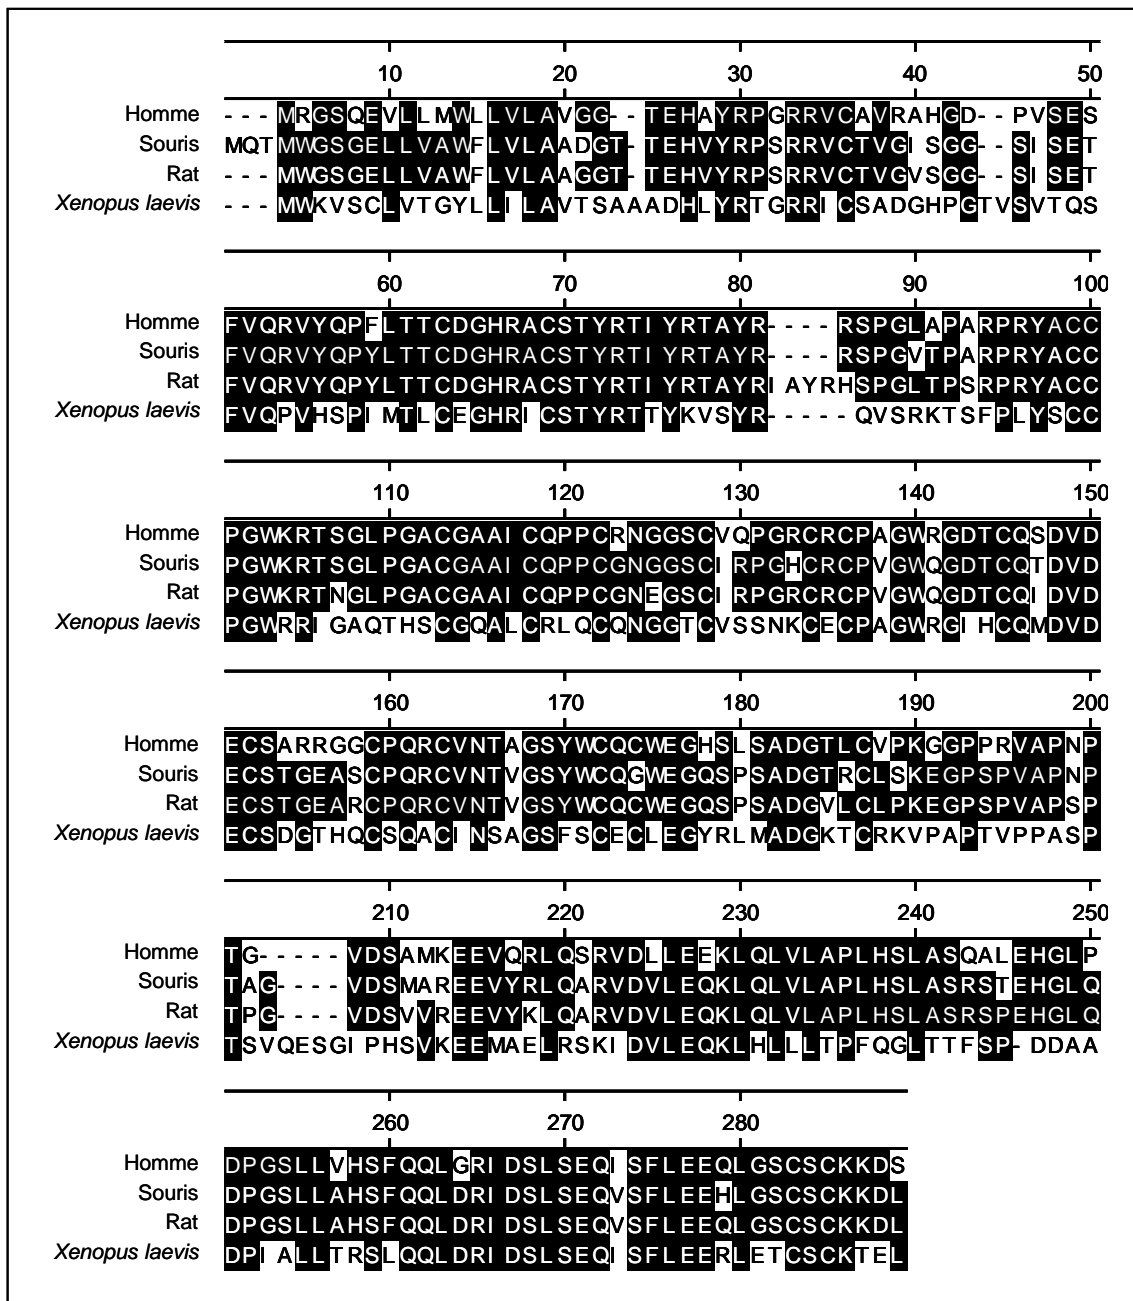 10 20 30 40 50
Homme ---MRGSQEVLLMWLLVLAVGG--TEHAYRPGRRVCAVRAHGD--PVSES
Souris MQTMWGSGELLVAWFLVLAADGT-TEHVYRPSRRVCTVGISGG--SISET
Rat ---MWGSGELLVAWFLVLAAGGT-TEHVYRPSRRVCTVGVSGG--SISET
Xenopus laevis ---MWKVSCLVTGYLLILAVTSAAADHLYRTGRRICSADGHPGTVSVTQS
60 70 80 90 100
Homme FVQRVYQPFLTTCDGHRACSTYRTIYRTAYR----RSPGLAPARPRYACC
Souris FVQRVYQPYLTTCDGHRACSTYRTIYRTAYR----RSPGVTPARPRYACC
Rat FVQRVYQPYLTTCDGHRACSTYRTIYRTAYRIAYRHSPGLTPSRPRYACC
Xenopus laevis FVQPVHSPIMTLCEGHRICSTYRTTYKVSYR-----QVSRKTSFPLYSCC
110 120 130 140 150
Homme PGWKRTSGLPGACGAAICQPPCRNGGSCVQPGRCRCPAGWRGDTCQSDVD
Souris PGWKRTSGLPGACGAAICQPPCGNGGSCIRPGHCRCPVGWQGDTCQTDVD
Rat PGWKRTNGLPGACGAAICQPPCGNEGSCIRPGRCRCPVGWQGDTCQIDVD
Xenopus laevis PGWRRIGAQTHSCGQALCRLQCQNGGTCVSSNKCECPAGWRGIHCQMDVD
160 170 180 190 200
Homme ECSARRGGCPQRCVNTAGSYWCQCWEGHSLSADGTLCVPKGGPPRVAPNP
Souris ECSTGEASCPQRCVNTVGSYWCQGWEGQSPSADGTRCLSKEGPSPVAPNP
Rat ECSTGEARCPQRCVNTVGSYWCQCWEGQSPSADGVLCLPKEGPSPVAPSP
Xenopus laevis ECSDGTHQCSQACINSAGSFSCECLEGYRLMADGKTCRKVPAPTVPPASP
210 220 230 240 250
Homme TG-----VDSAMKEEVQRLQSRVDLLEEKLQLVLAPLHSLASQALEHGLP
Souris TAG----VDSMAREEVYRLQARVDVLEQKLQLVLAPLHSLASRSTEHGLQ
Rat TPG----VDSVVREEVYKLQARVDVLEQKLQLVLAPLHSLASRSPEHGLQ
Xenopus laevis TSVQESGIPHSVKEEMAELRSKIDVLEQKLHLLLTPFQGLTTFSP-DDAA
260 270 280
Homme DPGSLLVHSFQQLGRIDSLSEQISFLEEQLGSCSCKKDS
Souris DPGSLLAHSFQQLDRIDSLSEQVSFLEEHLGSCSCKKDL
Rat DPGSLLAHSFQQLDRIDSLSEQVSFLEEQLGSCSCKKDL
Xenopus laevis DPIALLTRSLQQLDRIDSLSEQISFLEERLETCSCKTEL